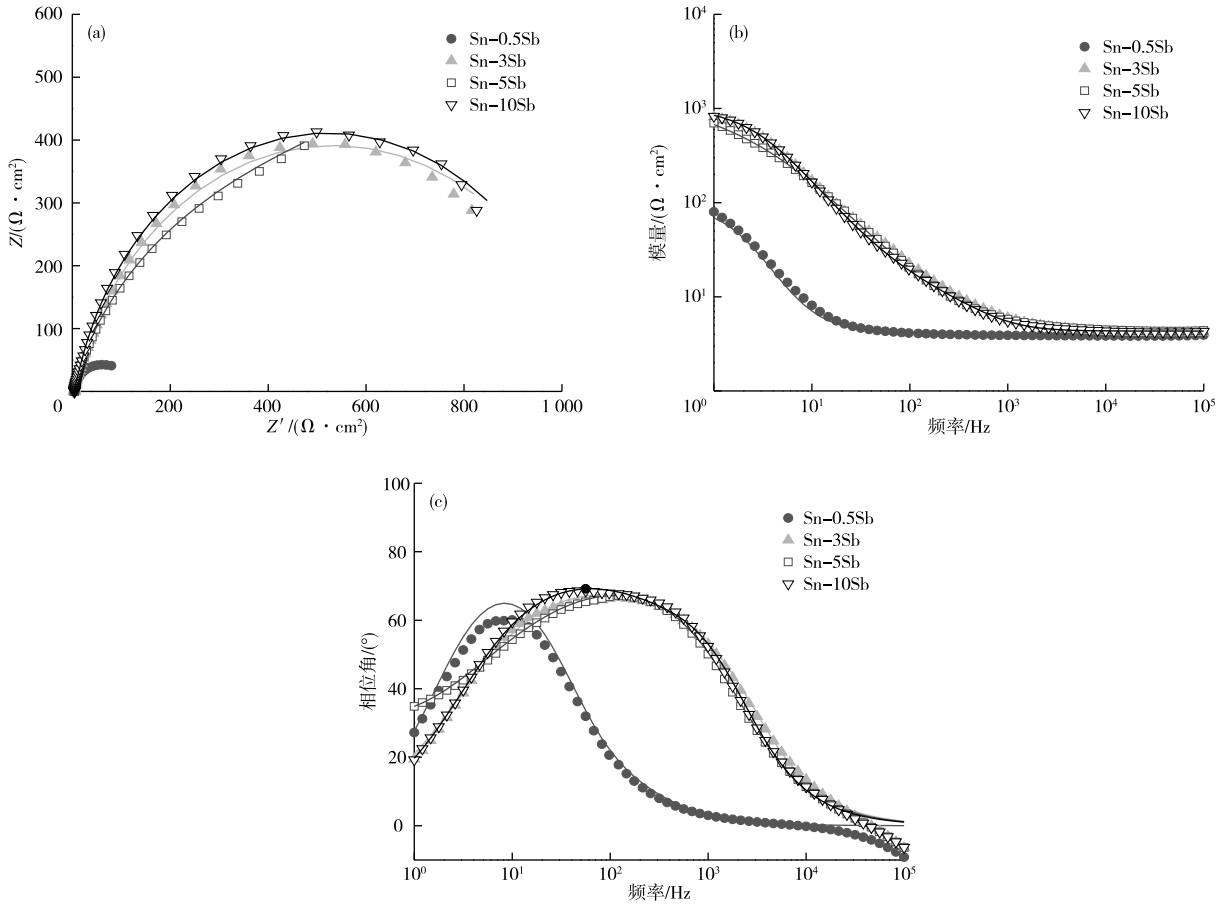 (a)
Sn-0.5Sb
Sn-3Sb
Sn-5Sb
Sn-10Sb
600
500
400
300
200
100
0
200
400
600
800
1 000
Z/(Ω·cm²)
Z′/(Ω·cm²)
(b)
Sn-0.5Sb
Sn-3Sb
Sn-5Sb
Sn-10Sb
10⁴
10³
10²
10¹
10⁰
10¹
10²
10³
10⁴
10⁵
模量/(Ω·cm²)
频率/Hz
(c)
Sn-0.5Sb
Sn-3Sb
Sn-5Sb
Sn-10Sb
100
80
60
40
20
0
10⁰
10¹
10²
10³
10⁴
10⁵
相位角/(°)
频率/Hz